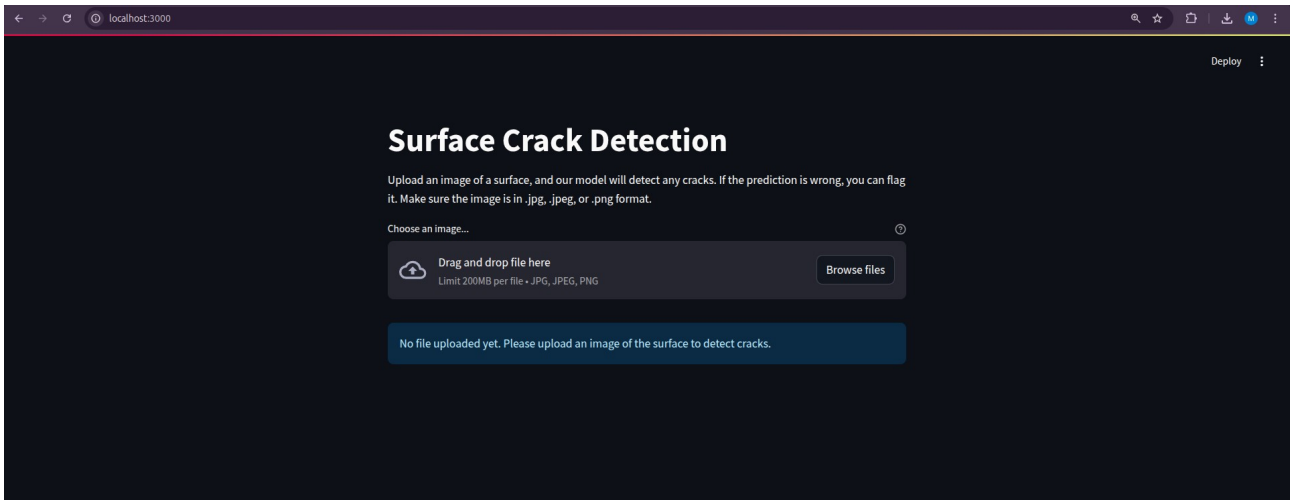 localhost:3000
M
Deploy
Surface Crack Detection
Upload an image of a surface, and our model will detect any cracks. If the prediction is wrong, you can flag
it. Make sure the image is in .jpg, .jpeg, or .png format.
Choose an image...
Drag and drop file here
Limit 200MB per file • JPG, JPEG, PNG
Browse files
No file uploaded yet. Please upload an image of the surface to detect cracks.